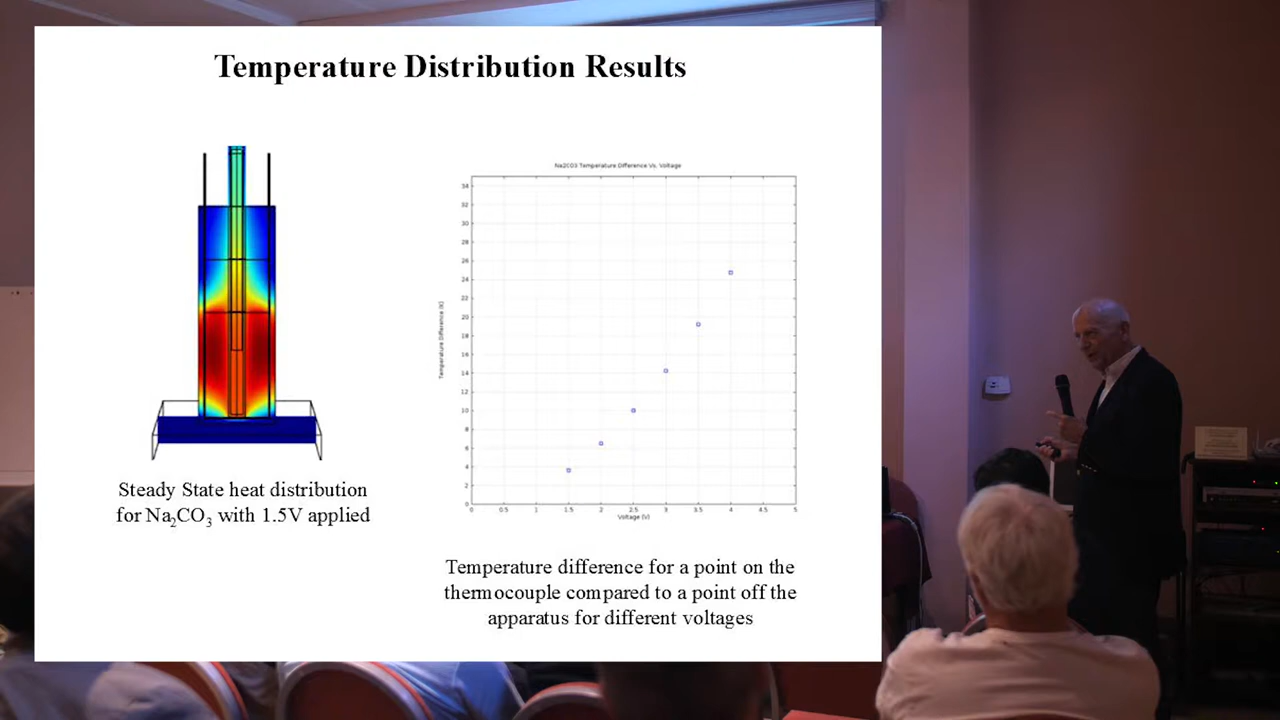 Temperature Distribution Results
Na2CO3 Temperature Difference Vs. Voltage
34
32
30
28
26
24
22
20
18
16
14
12
10
8
6
4
2
0
Temperature Difference (K)
0 0.5 1 1.5 2 2.5 3 3.5 4 4.5 5
Voltage (V)
Steady State heat distribution
for Na₂CO₃ with 1.5V applied
Temperature difference for a point on the
thermocouple compared to a point off the
apparatus for different voltages